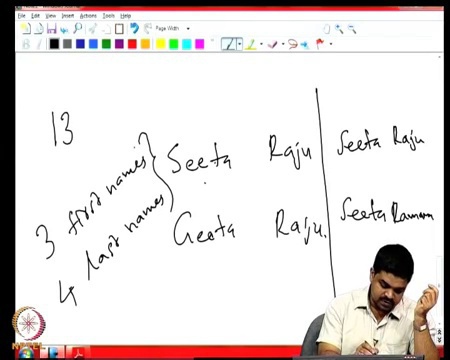 File Edit View Insert Actions Tools Help
Page Width
13
3 first names
4 last names
Seeta Raju
Geeta Raju
Seeta Raju
Seeta Ramana